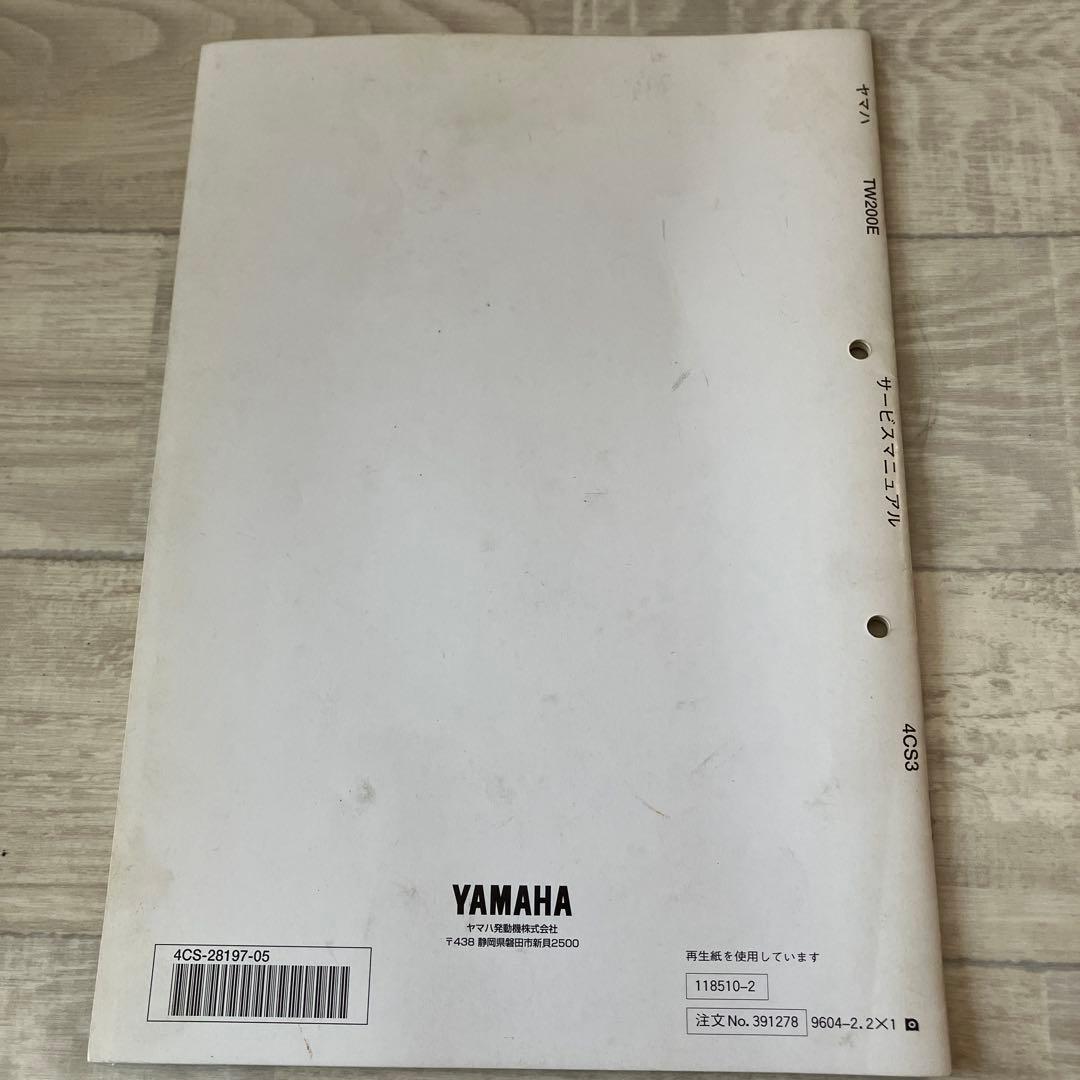 ヤマハ TW200E サービスマニュアル 4CS3
YAMAHA
ヤマハ発動機株式会社
〒438 静岡県磐田市新貝2500
4CS-28197-05
再生紙を使用しています
118510-2
注文No.391278 9604-2.2×1